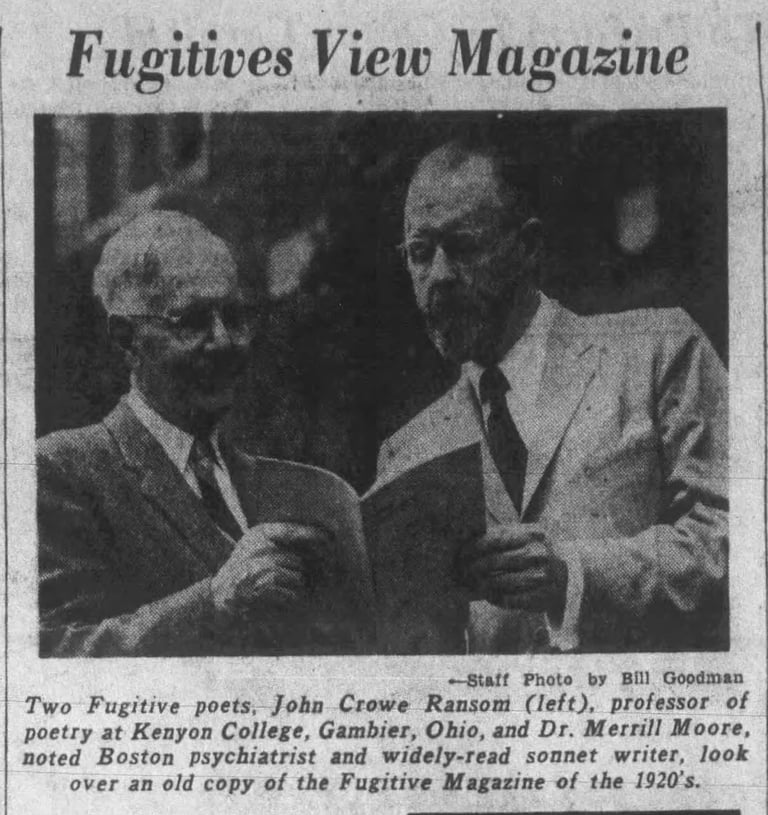 Fugitives View Magazine
—Staff Photo by Bill Goodman
Two Fugitive poets, John Crowe Ransom (left), professor of
poetry at Kenyon College, Gambier, Ohio, and Dr. Merrill Moore,
noted Boston psychiatrist and widely-read sonnet writer, look
over an old copy of the Fugitive Magazine of the 1920's.